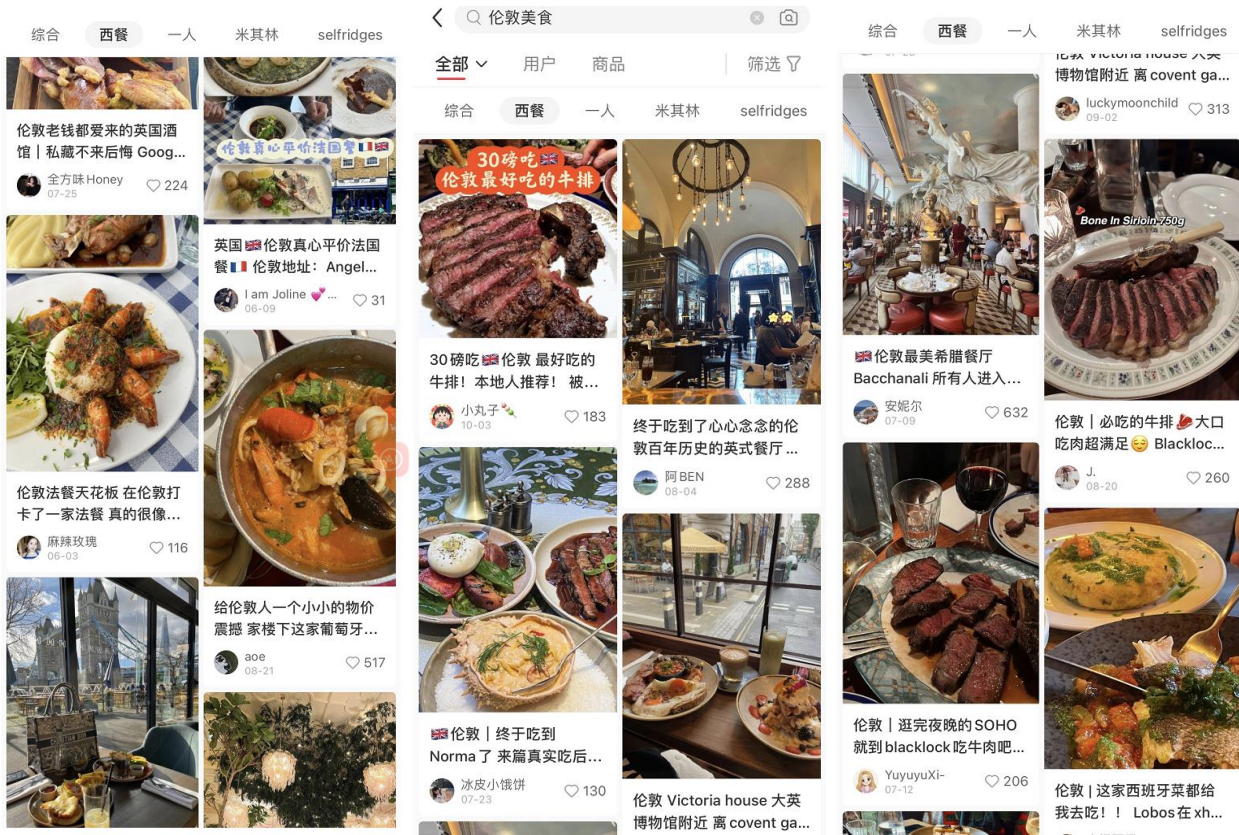 综合 西餐 一人 米其林 selfridges
伦敦老钱都爱来的英国酒
馆｜私藏不来后悔 Goog...
全方味Honey
07-25
224
伦敦法餐天花板 在伦敦打
卡了一家法餐 真的很像...
麻辣玫瑰
06-03
116
伦敦真心平价法国餐🇫🇷🇬🇧
英国🇬🇧伦敦真心平价法国
餐🇫🇷 伦敦地址：Angel...
I am Joline 💕...
06-09
31
给伦敦人一个小小的物价
震撼 家楼下这家葡萄牙...
aoe
08-21
517
伦敦美食
全部 用户 商品 筛选
综合 西餐 一人 米其林 selfridges
30磅吃🇬🇧
伦敦最好吃的牛排
30磅吃🇬🇧伦敦 最好吃的
牛排！本地人推荐！ 被...
小丸子🍡
10-03
183
🇬🇧伦敦｜终于吃到
Norma了 来篇真实吃后...
冰皮小饿饼
07-23
130
终于吃到了心心念念的伦
敦百年历史的英式餐厅 ...
阿BEN
08-04
288
伦敦 Victoria house 大英
博物馆附近 离covent ga...
综合 西餐 一人 米其林 selfridges
🇬🇧伦敦最美希腊餐厅
Bacchanali 所有人进入...
安妮尔
07-09
632
伦敦｜逛完夜晚的SOHO
就到blacklock吃牛肉吧...
YuyuyuXi-
07-12
206
伦敦 Victoria house 大英
博物馆附近 离covent ga...
luckymoonchild
09-02
313
Bone In Sirloin 750g
伦敦｜必吃的牛排🥩大口
吃肉超满足😌 Blackloc...
J.
08-20
260
伦敦 | 这家西班牙菜都给
我去吃！！ Lobos在xh...